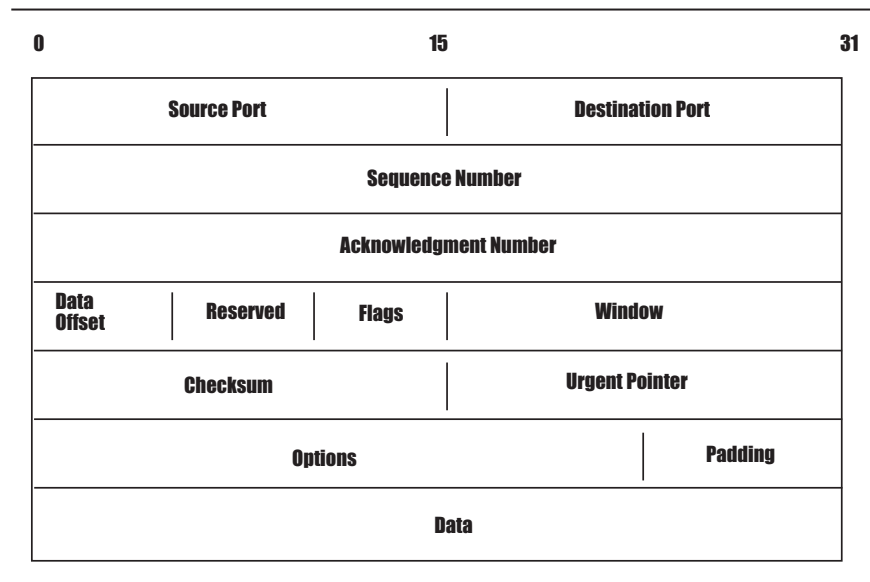 0 15 31
Source Port Destination Port
Sequence Number
Acknowledgment Number
Data
Offset Reserved Flags Window
Checksum Urgent Pointer
Options Padding
Data